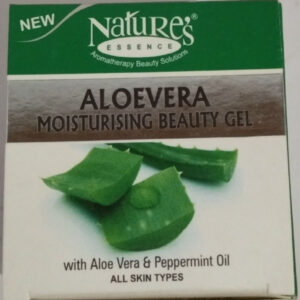 NEW
NATURE'S®
ESSENCE
Aromatherapy Beauty Solutions
ALOEVERA
MOISTURISING BEAUTY GEL
with Aloe Vera & Peppermint Oil
ALL SKIN TYPES